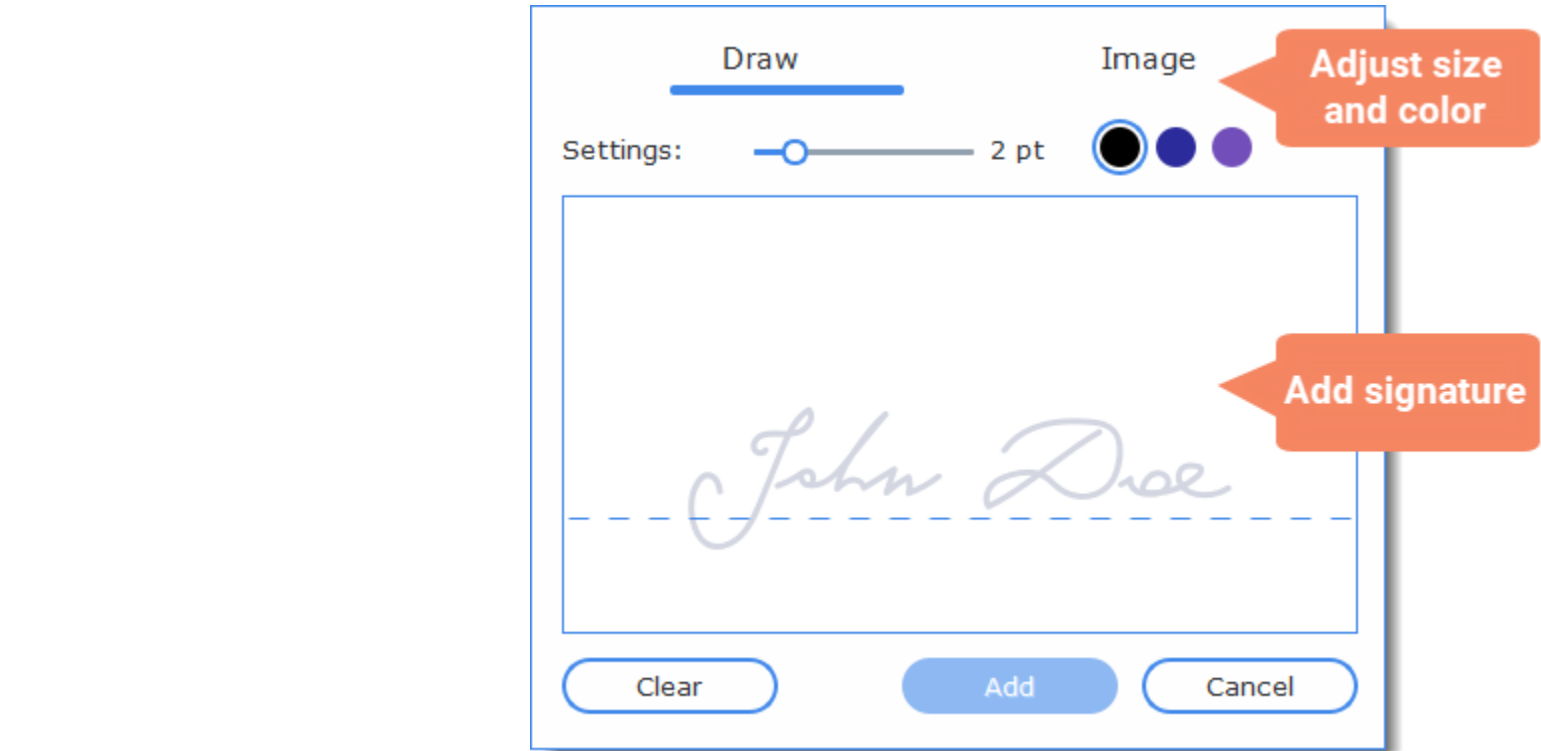 Draw
Image
Adjust size
and color
Settings:
2 pt
Add signature
John Doe
Clear
Add
Cancel